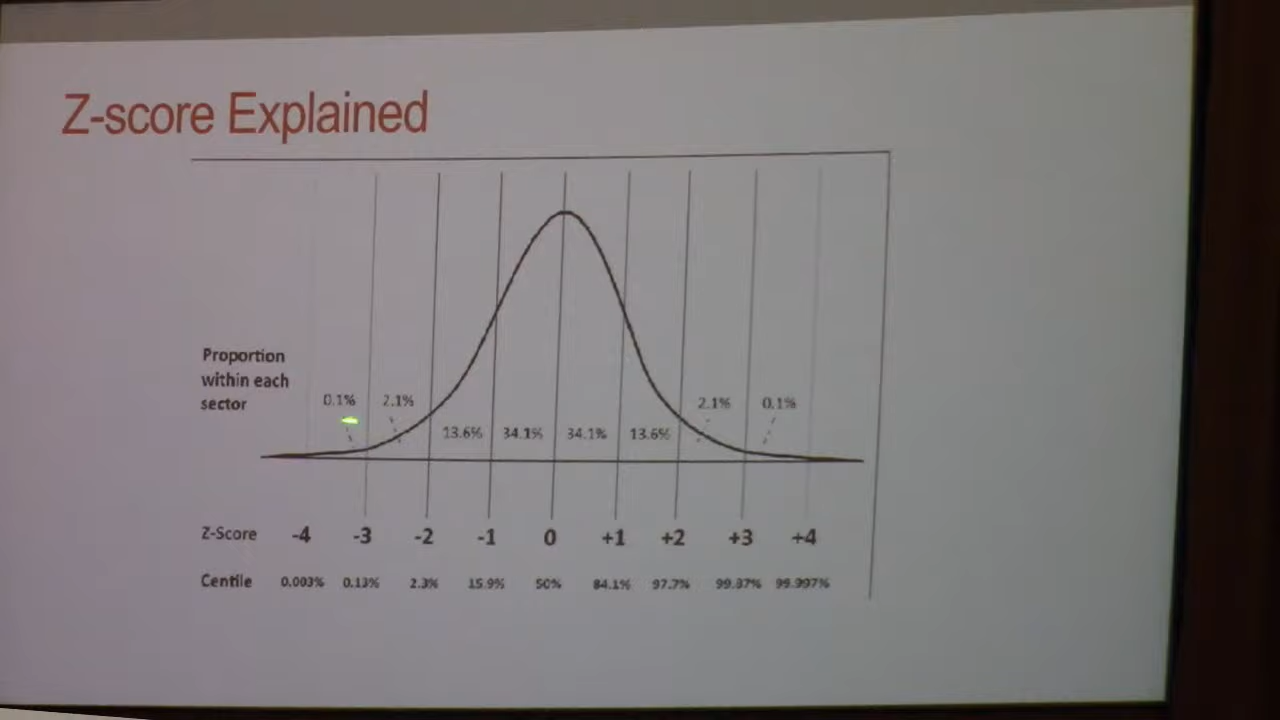 Z-score Explained
Proportion
within each
sector
0.1% 2.1% 2.1% 0.1%
13.6% 34.1% 34.1% 13.6%
Z-Score -4 -3 -2 -1 0 +1 +2 +3 +4
Centile 0.003% 0.13% 2.3% 15.9% 50% 84.1% 97.7% 99.87% 99.997%